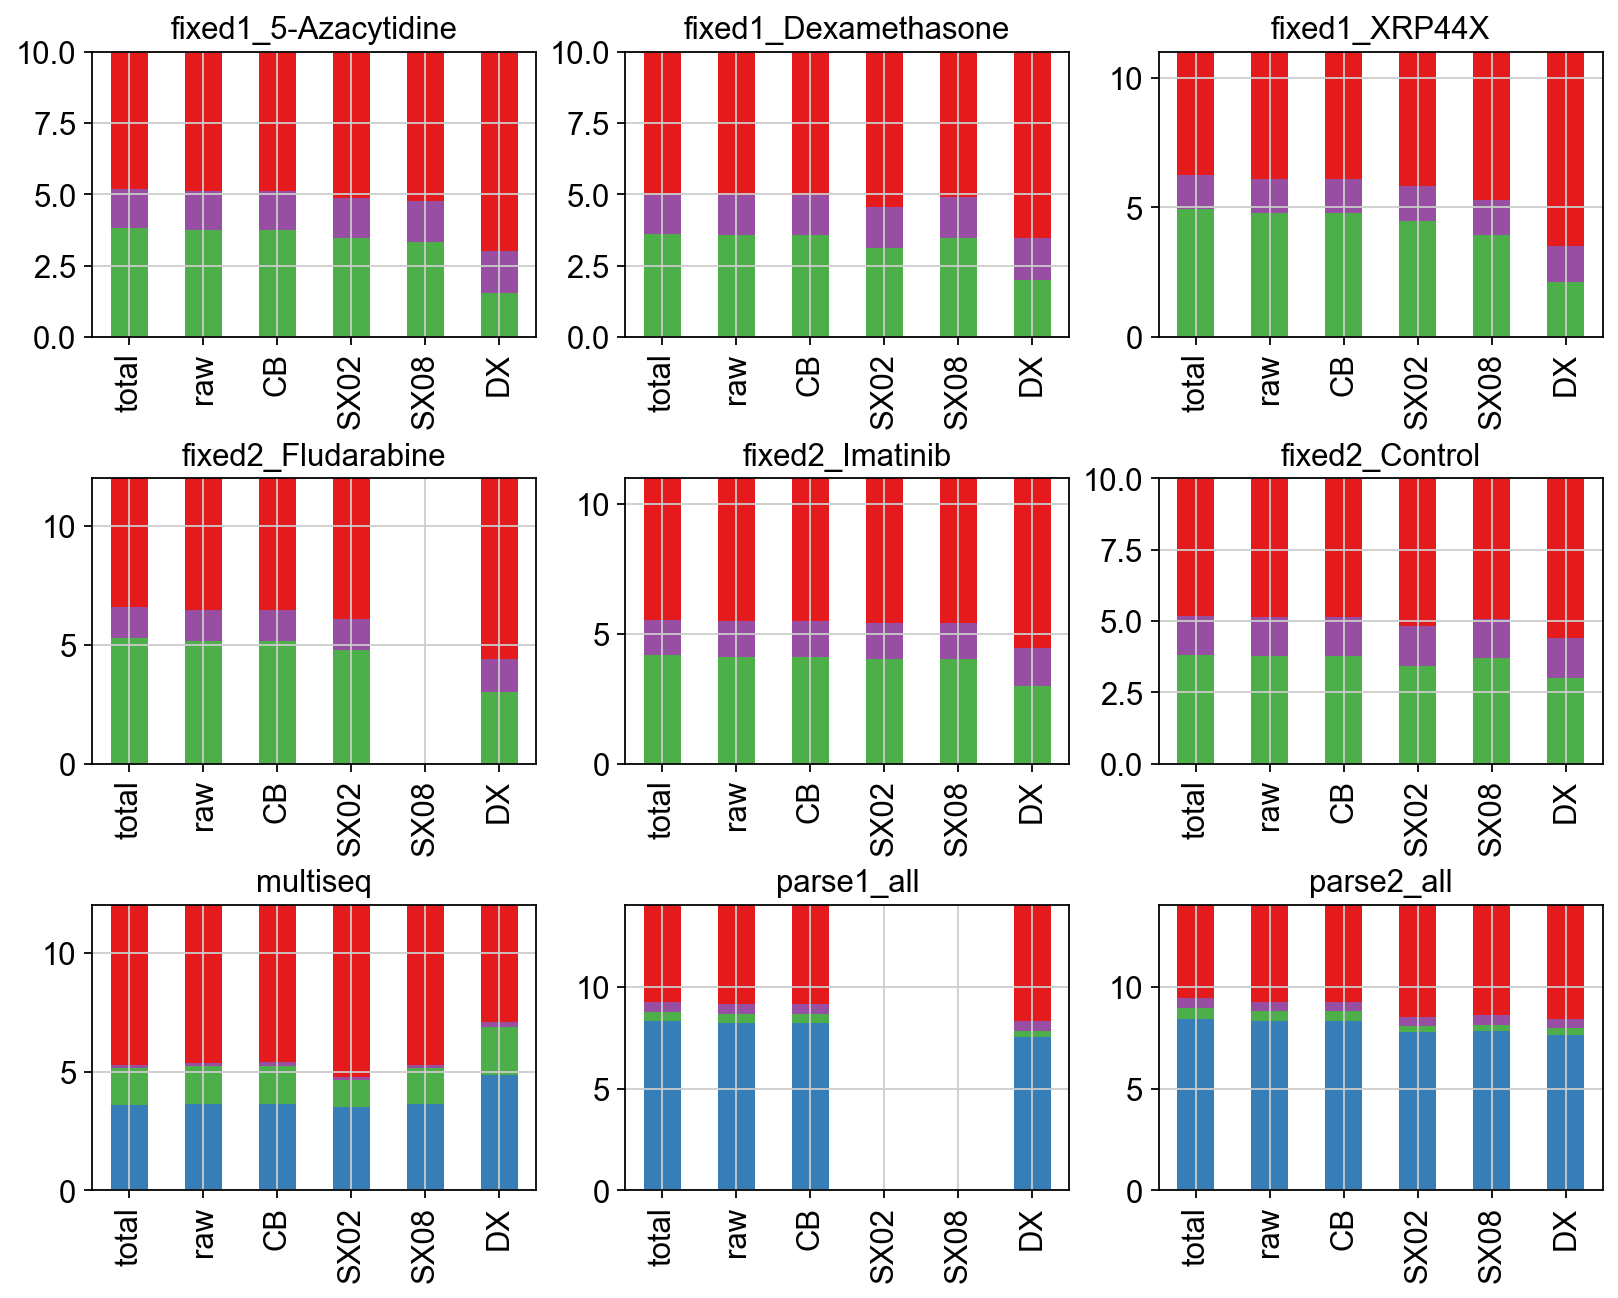 fixed1_5-Azacytidine
10.0
7.5
5.0
2.5
0.0
total
raw
CB
SX02
SX08
DX
fixed1_Dexamethasone
10.0
7.5
5.0
2.5
0.0
total
raw
CB
SX02
SX08
DX
fixed1_XRP44X
10
5
0
total
raw
CB
SX02
SX08
DX
fixed2_Fludarabine
10
5
0
total
raw
CB
SX02
SX08
DX
fixed2_Imatinib
10
5
0
total
raw
CB
SX02
SX08
DX
fixed2_Control
10.0
7.5
5.0
2.5
0.0
total
raw
CB
SX02
SX08
DX
multiseq
10
5
0
total
raw
CB
SX02
SX08
DX
parse1_all
10
5
0
total
raw
CB
SX02
SX08
DX
parse2_all
10
5
0
total
raw
CB
SX02
SX08
DX